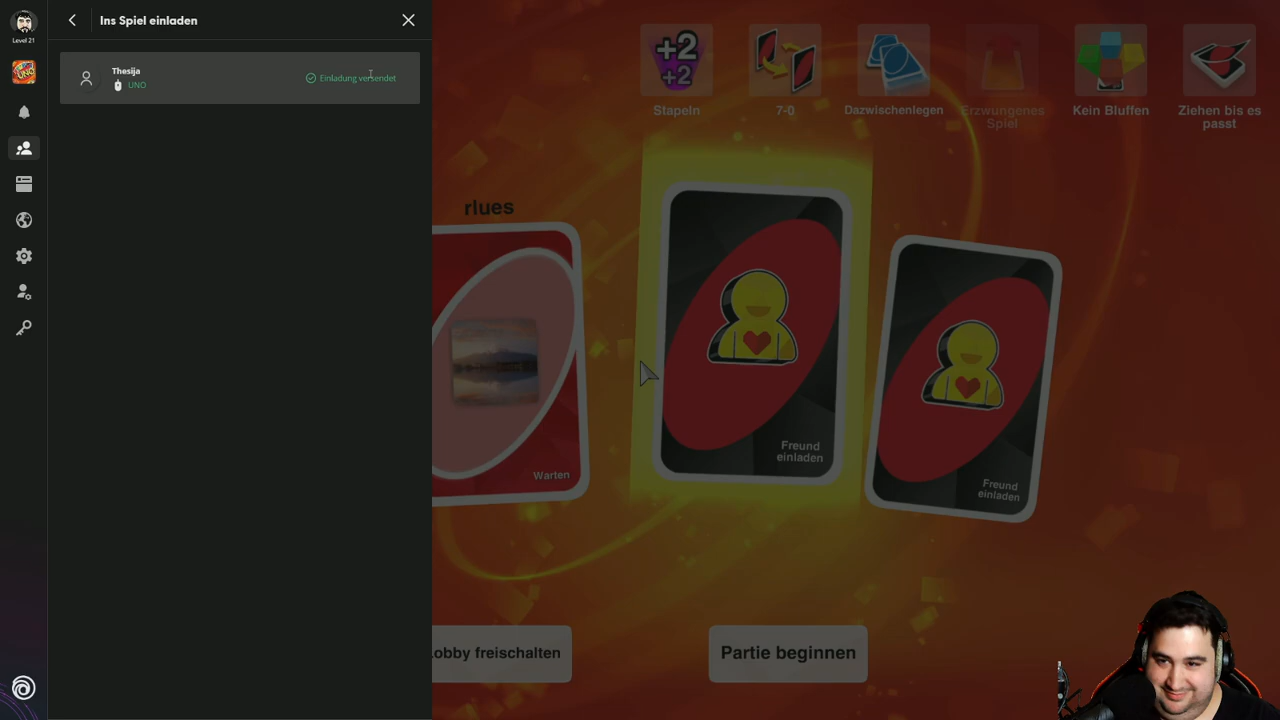 Ins Spiel einladen
Level 21
Thesija
UNO
Einladung versendet
UNO
+2
+2
Stapeln
7-0
Dazwischenlegen
Erzwungenes
Spiel
Kein Bluffen
Ziehen bis es
passt
rlues
Warten
Freund
einladen
Freund
einladen
obby freischalten
Partie beginnen